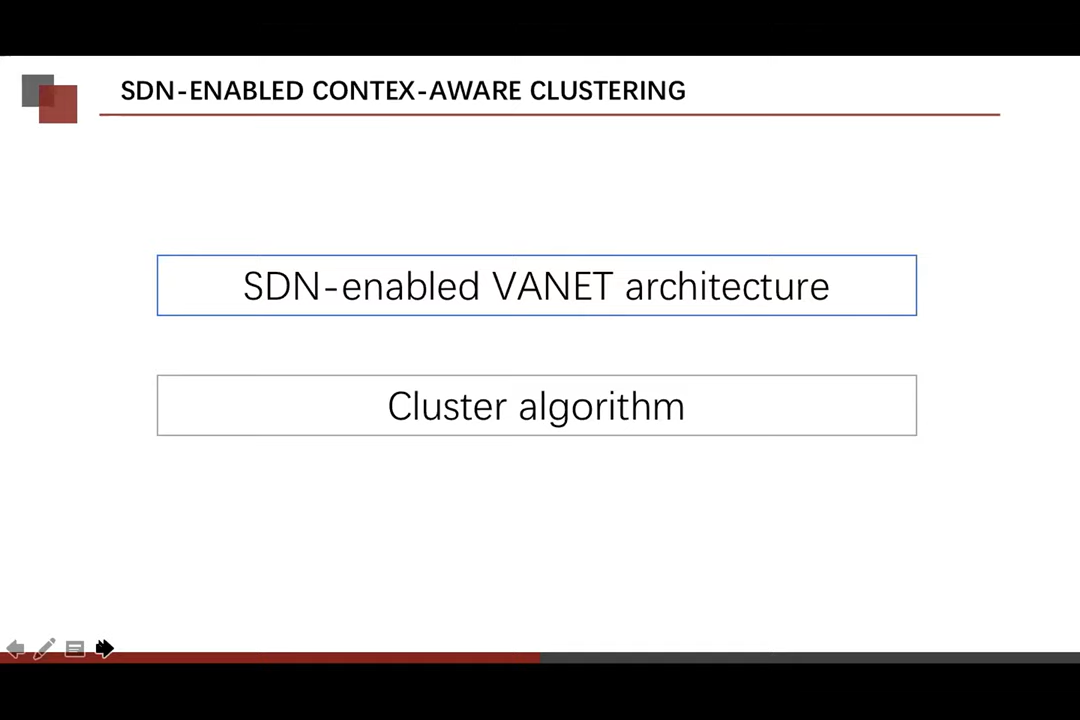 SDN-ENABLED CONTEX-AWARE CLUSTERING
SDN-enabled VANET architecture
Cluster algorithm